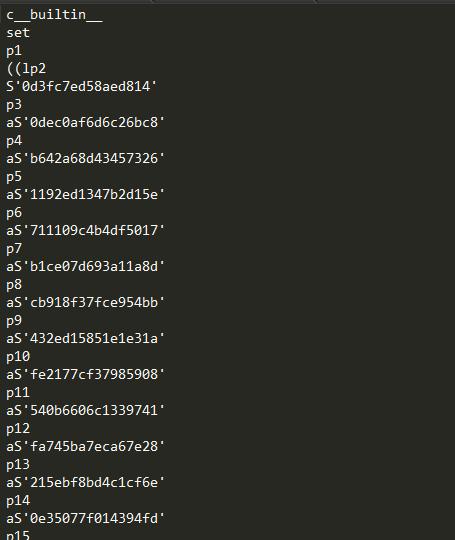 c__builtin__
set
p1
((lp2
S'0d3fc7ed58aed814'
p3
aS'0dec0af6d6c26bc8'
p4
aS'b642a68d43457326'
p5
aS'1192ed1347b2d15e'
p6
aS'711109c4b4df5017'
p7
aS'b1ce07d693a11a8d'
p8
aS'cb918f37fce954bb'
p9
aS'432ed15851e1e31a'
p10
aS'fe2177cf37985908'
p11
aS'540b6606c1339741'
p12
aS'fa745ba7eca67e28'
p13
aS'215ebf8bd4c1cf6e'
p14
aS'0e35077f014394fd'
p15